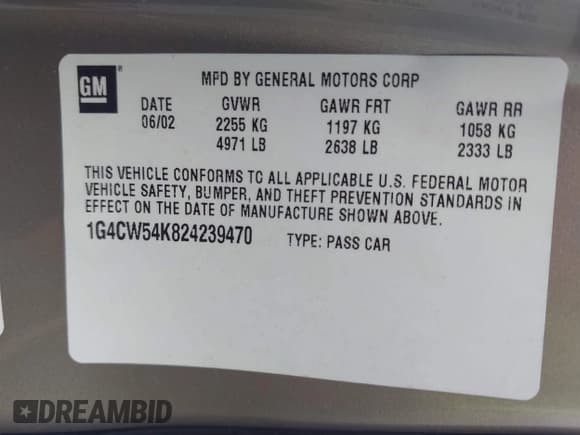 GM
MFD BY GENERAL MOTORS CORP
DATE GVWR GAWR FRT GAWR RR
06/02 2255 KG 1197 KG 1058 KG
4971 LB 2638 LB 2333 LB
THIS VEHICLE CONFORMS TO ALL APPLICABLE U.S. FEDERAL MOTOR
VEHICLE SAFETY, BUMPER, AND THEFT PREVENTION STANDARDS IN
EFFECT ON THE DATE OF MANUFACTURE SHOWN ABOVE.
1G4CW54K824239470 TYPE: PASS CAR
DREAMBID